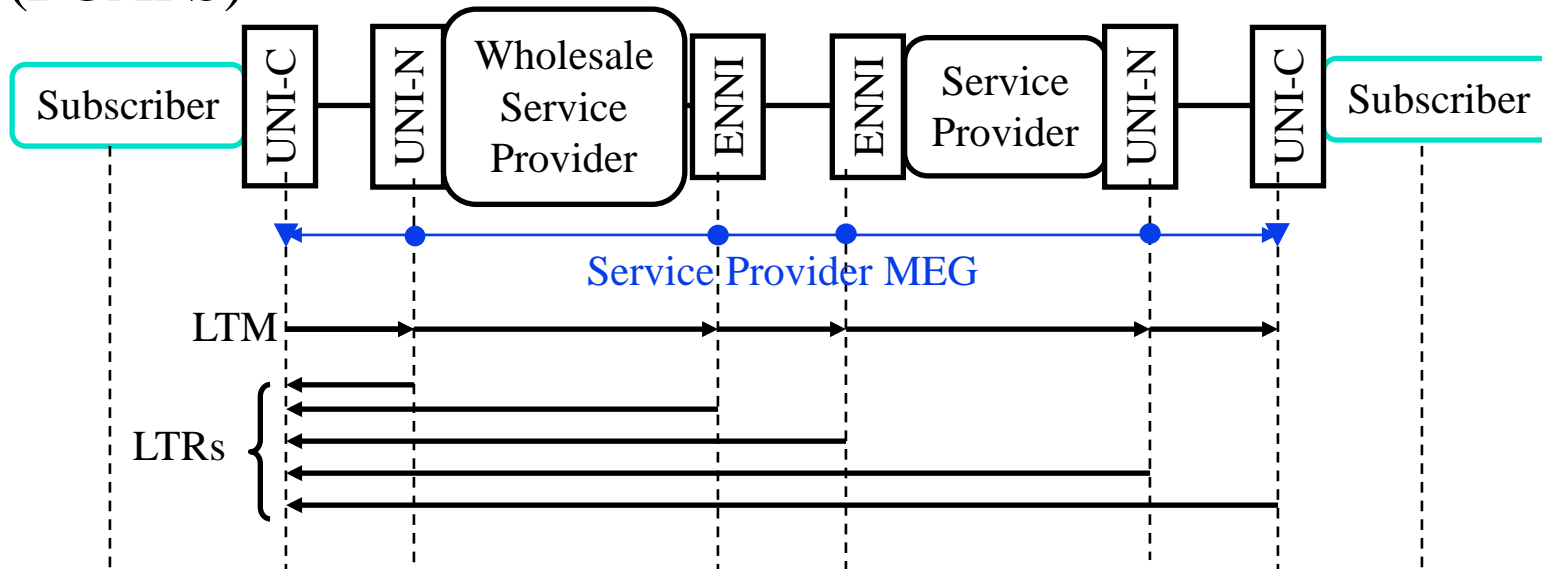 Subscriber
UNI-C
UNI-N
Wholesale
Service
Provider
ENNI
ENNI
Service
Provider
UNI-N
UNI-C
Subscriber
Service Provider MEG
LTM
LTRs